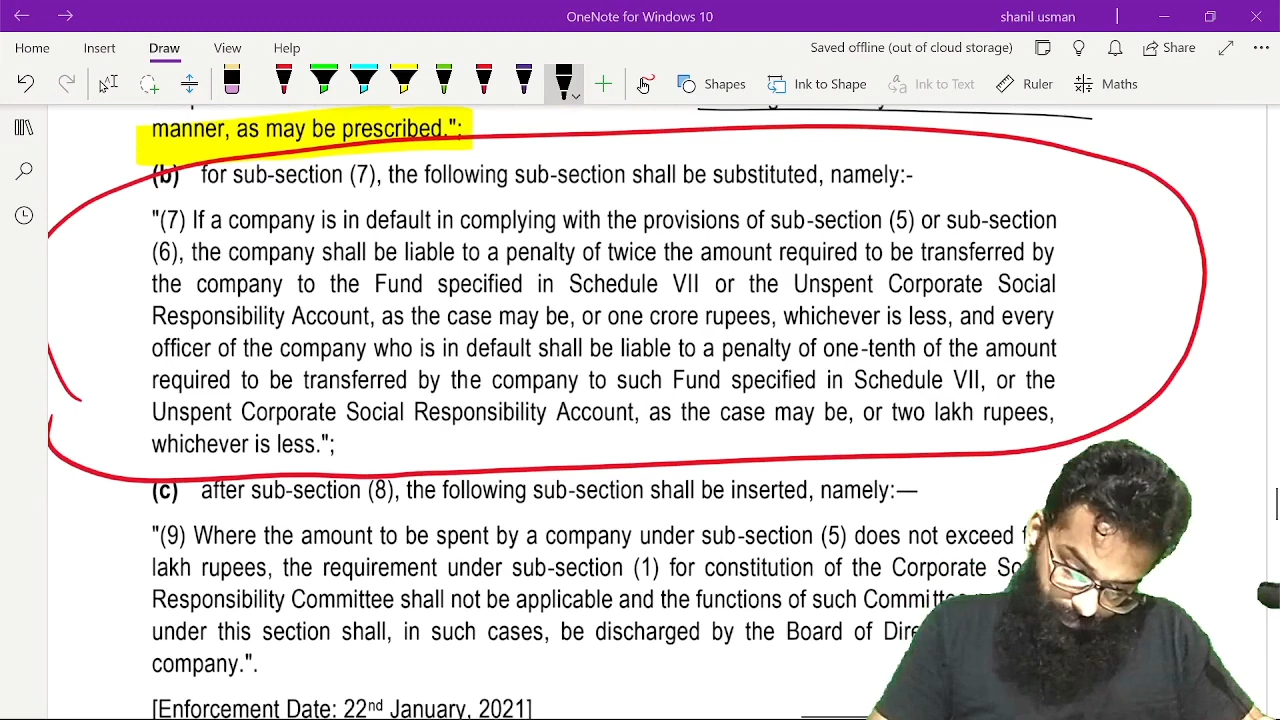 OneNote for Windows 10
shanil usman
Home Insert Draw View Help
Saved offline (out of cloud storage)
Share
Shapes
Ink to Shape
Ink to Text
Ruler
Maths
manner, as may be prescribed.";
(b) for sub-section (7), the following sub-section shall be substituted, namely:-
"(7) If a company is in default in complying with the provisions of sub-section (5) or sub-section
(6), the company shall be liable to a penalty of twice the amount required to be transferred by
the company to the Fund specified in Schedule VII or the Unspent Corporate Social
Responsibility Account, as the case may be, or one crore rupees, whichever is less, and every
officer of the company who is in default shall be liable to a penalty of one-tenth of the amount
required to be transferred by the company to such Fund specified in Schedule VII, or the
Unspent Corporate Social Responsibility Account, as the case may be, or two lakh rupees,
whichever is less.";
(c) after sub-section (8), the following sub-section shall be inserted, namely:—
"(9) Where the amount to be spent by a company under sub-section (5) does not exceed
lakh rupees, the requirement under sub-section (1) for constitution of the Corporate
Responsibility Committee shall not be applicable and the functions of such
under this section shall, in such cases, be discharged by the Board of
company.".
[Enforcement Date: 22nd January, 2021]